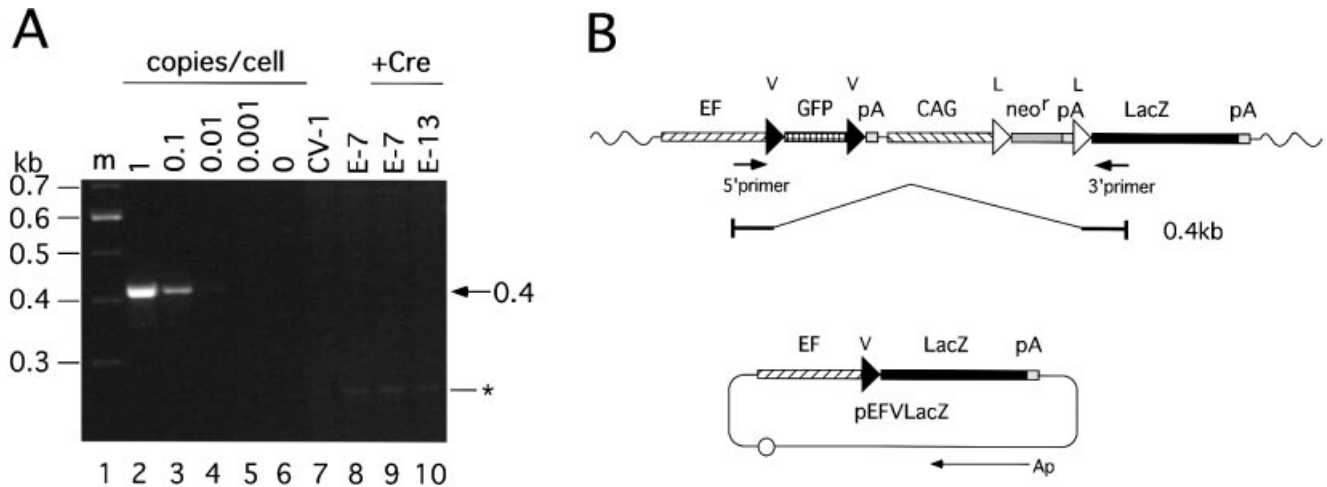 A
copies/cell
+Cre
kb
m
1
0.1
0.01
0.001
0
CV-1
E-7
E-7
E-13
0.7
0.6
0.5
0.4
0.3
0.4
*
1 2 3 4 5 6 7 8 9 10
B
V V L L
EF GFP pA CAG neoʳ pA LacZ pA
5'primer 3'primer
0.4kb
EF V LacZ pA
pEFVLacZ
Ap